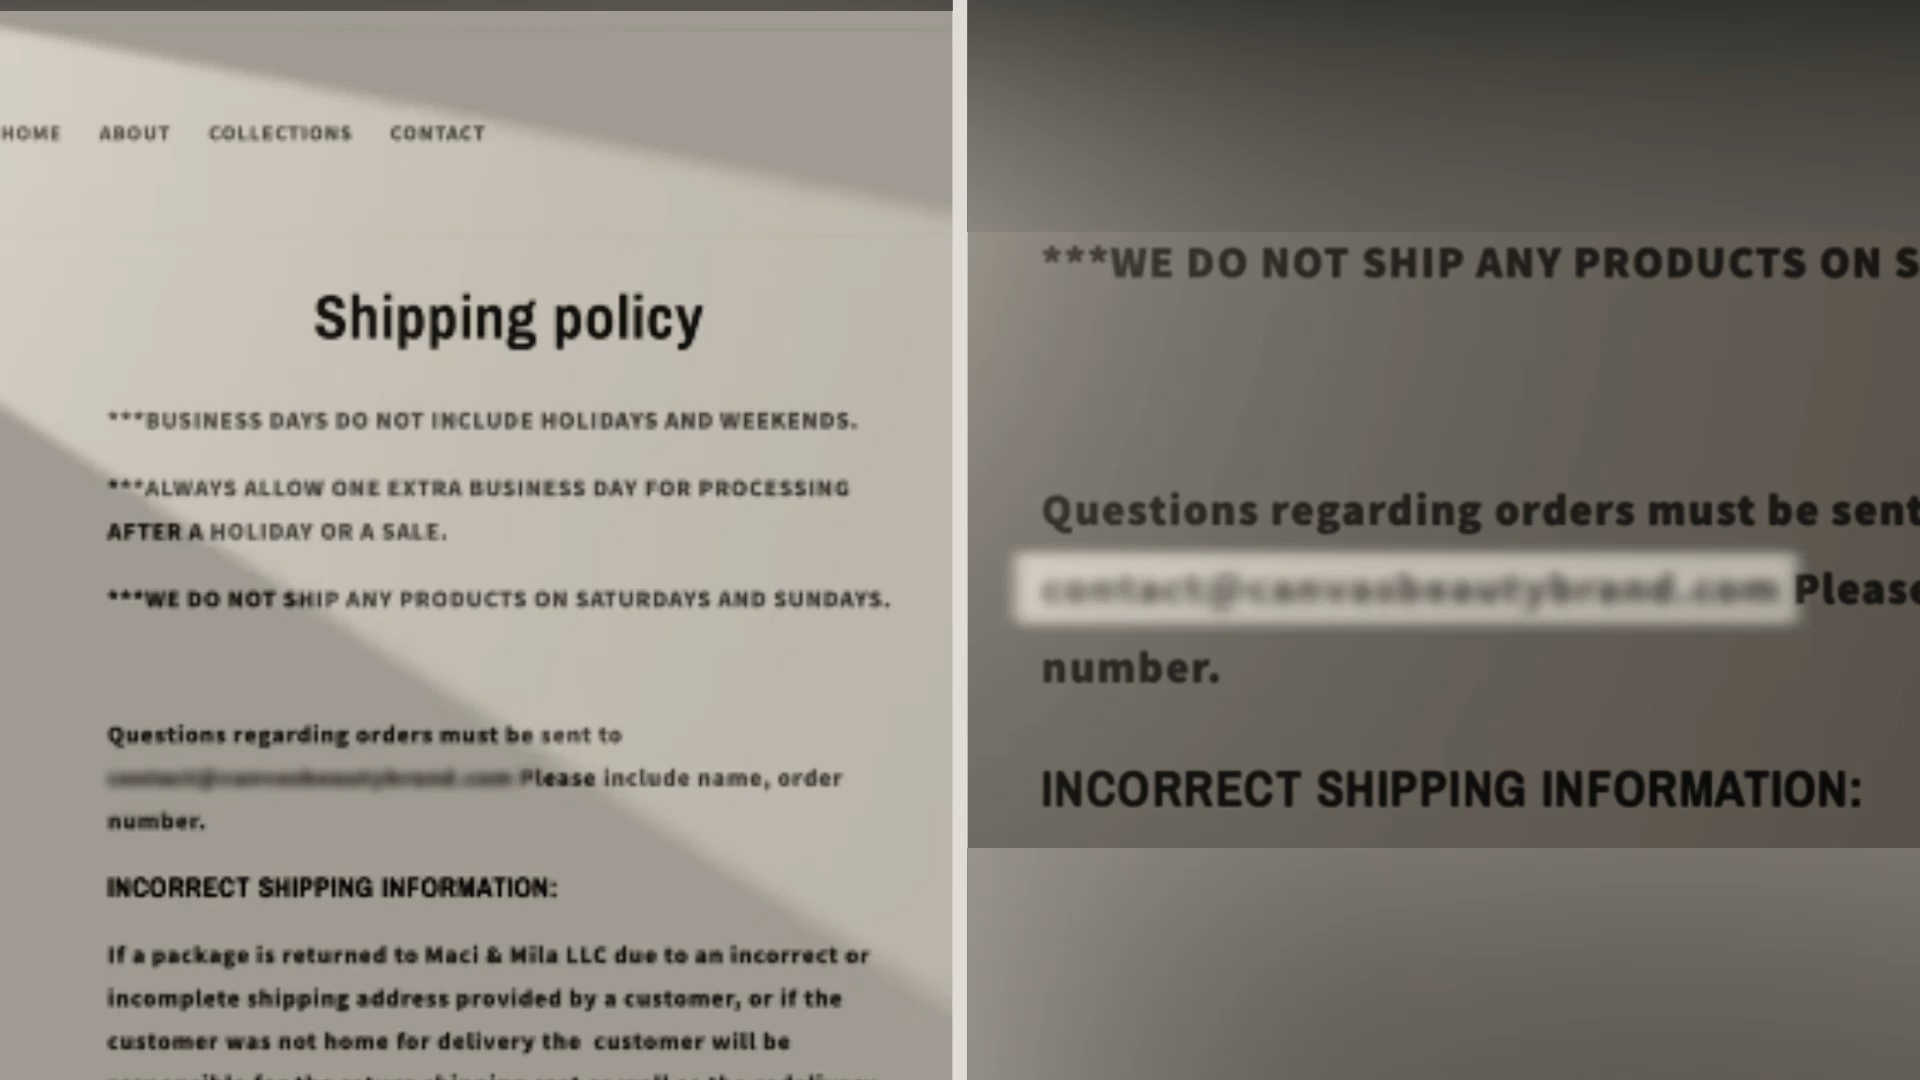 HOME ABOUT COLLECTIONS CONTACT
Shipping policy
***BUSINESS DAYS DO NOT INCLUDE HOLIDAYS AND WEEKENDS.
***ALWAYS ALLOW ONE EXTRA BUSINESS DAY FOR PROCESSING
AFTER A HOLIDAY OR A SALE.
***WE DO NOT SHIP ANY PRODUCTS ON SATURDAYS AND SUNDAYS.
Questions regarding orders must be sent to
Please include name, order
number.
INCORRECT SHIPPING INFORMATION:
If a package is returned to Maci & Mila LLC due to an incorrect or
incomplete shipping address provided by a customer, or if the
customer was not home for delivery the customer will be
***WE DO NOT SHIP ANY PRODUCTS ON S
Questions regarding orders must be sent
Please
number.
INCORRECT SHIPPING INFORMATION: